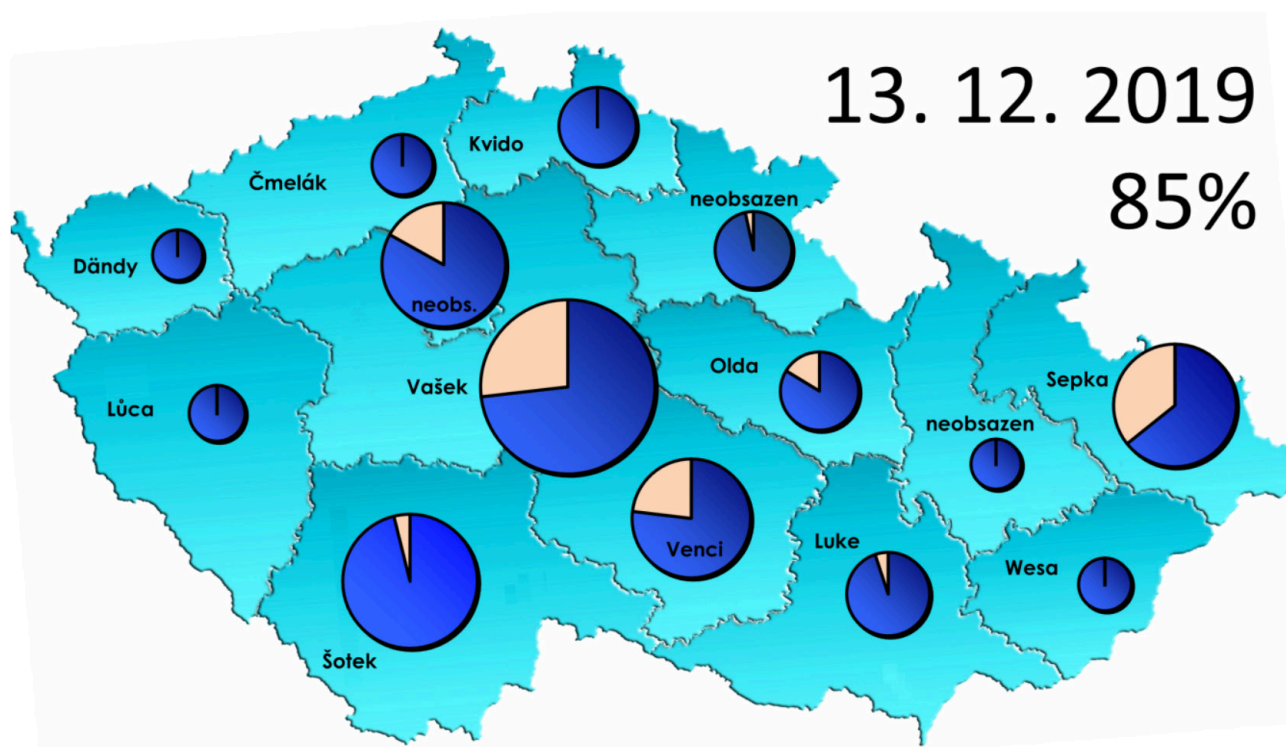 13. 12. 2019
85%
Kvido
Čmelák
neobsazen
Dändy
neobs.
Olda
Sepka
Vašek
Lůca
neobsazen
Venci
Luke
Wesa
Šotek